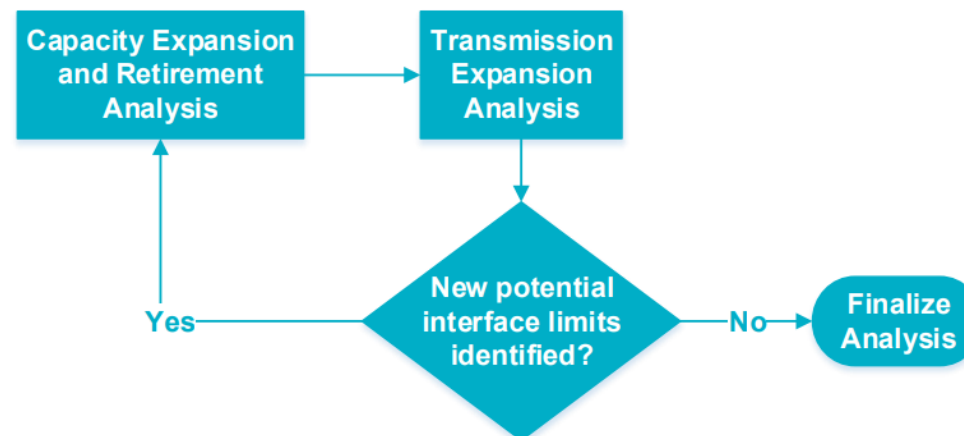 Capacity Expansion
and Retirement
Analysis
Transmission
Expansion
Analysis
New potential
interface limits
identified?
Yes
No
Finalize
Analysis